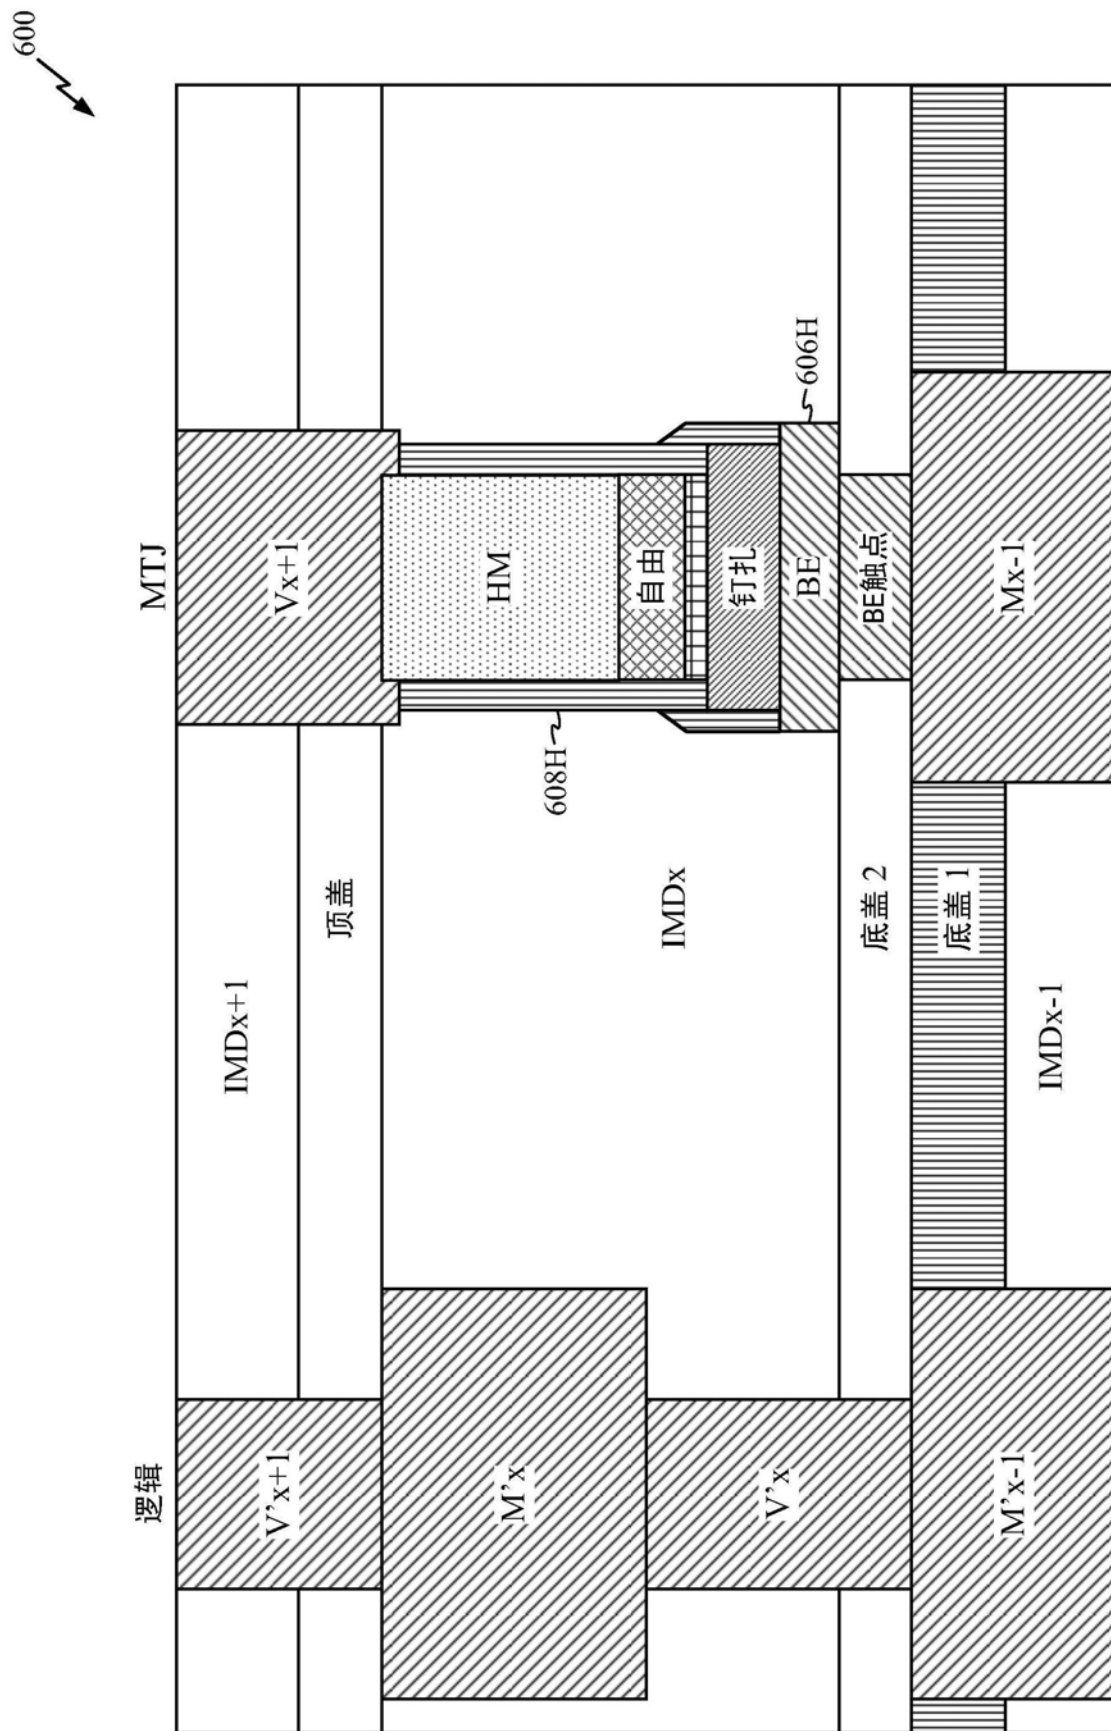 600
逻辑
MTJ
V’x+1
IMDx+1
Vx+1
顶盖
M’x
HM
608H
自由
IMDx
钉扎
V’x
BE
606H
底盖 2
BE触点
底盖 1
M’x-1
IMDx-1
Mx-1